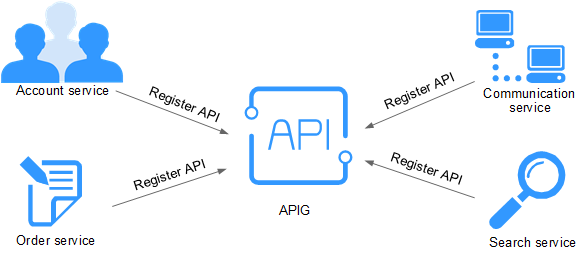 Account service
Register API
Register API
Communication
service
API
Register API
Register API
APIG
Order service
Search service